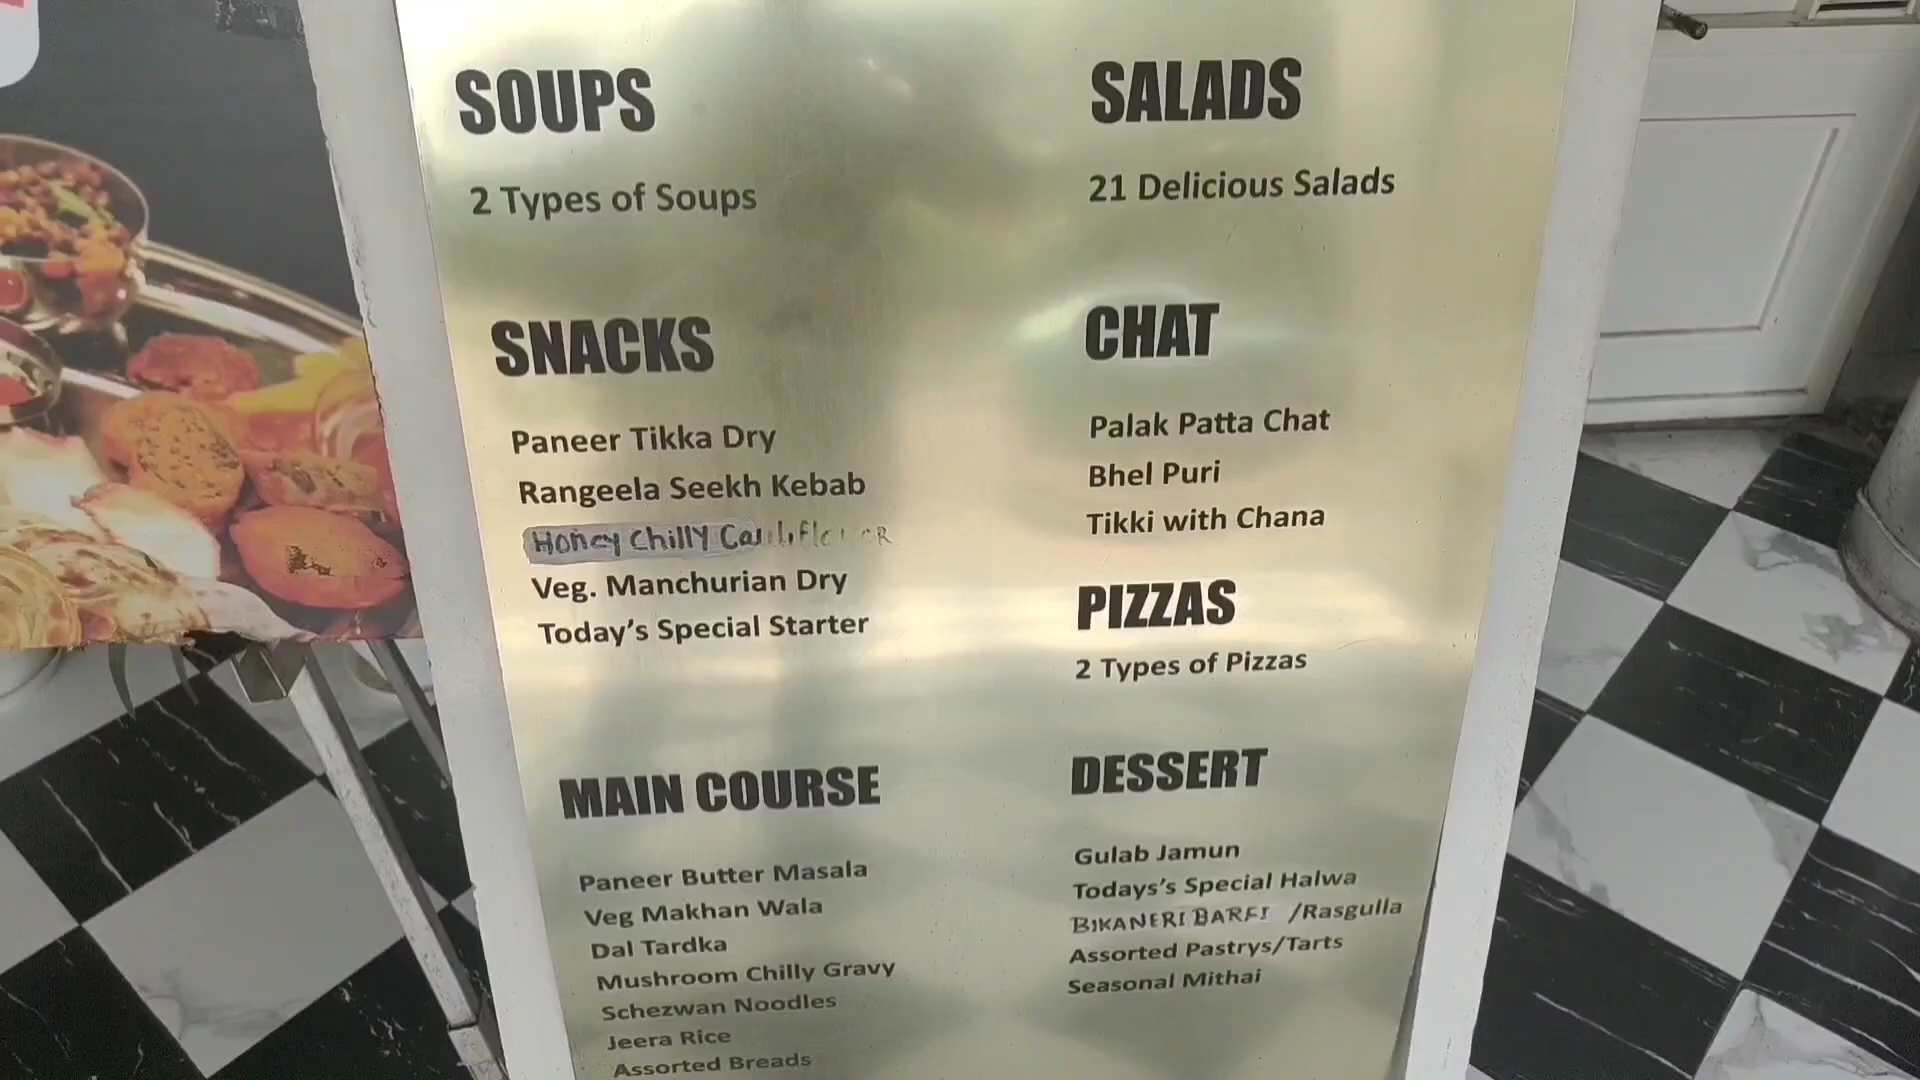 SOUPS
2 Types of Soups
SNACKS
Paneer Tikka Dry
Rangeela Seekh Kebab
Honey Chilly
Veg. Manchurian Dry
Today's Special Starter
MAIN COURSE
Paneer Butter Masala
Veg Makhan Wala
Dal Tardka
Mushroom Chilly Gravy
Schezwan Noodles
Jeera Rice
Assorted Breads
SALADS
21 Delicious Salads
CHAT
Palak Patta Chat
Bhel Puri
Tikki with Chana
PIZZAS
2 Types of Pizzas
DESSERT
Gulab Jamun
Todays's Special Halwa
BIKANERI BARFI /Rasgulla
Assorted Pastrys/Tarts
Seasonal Mithai